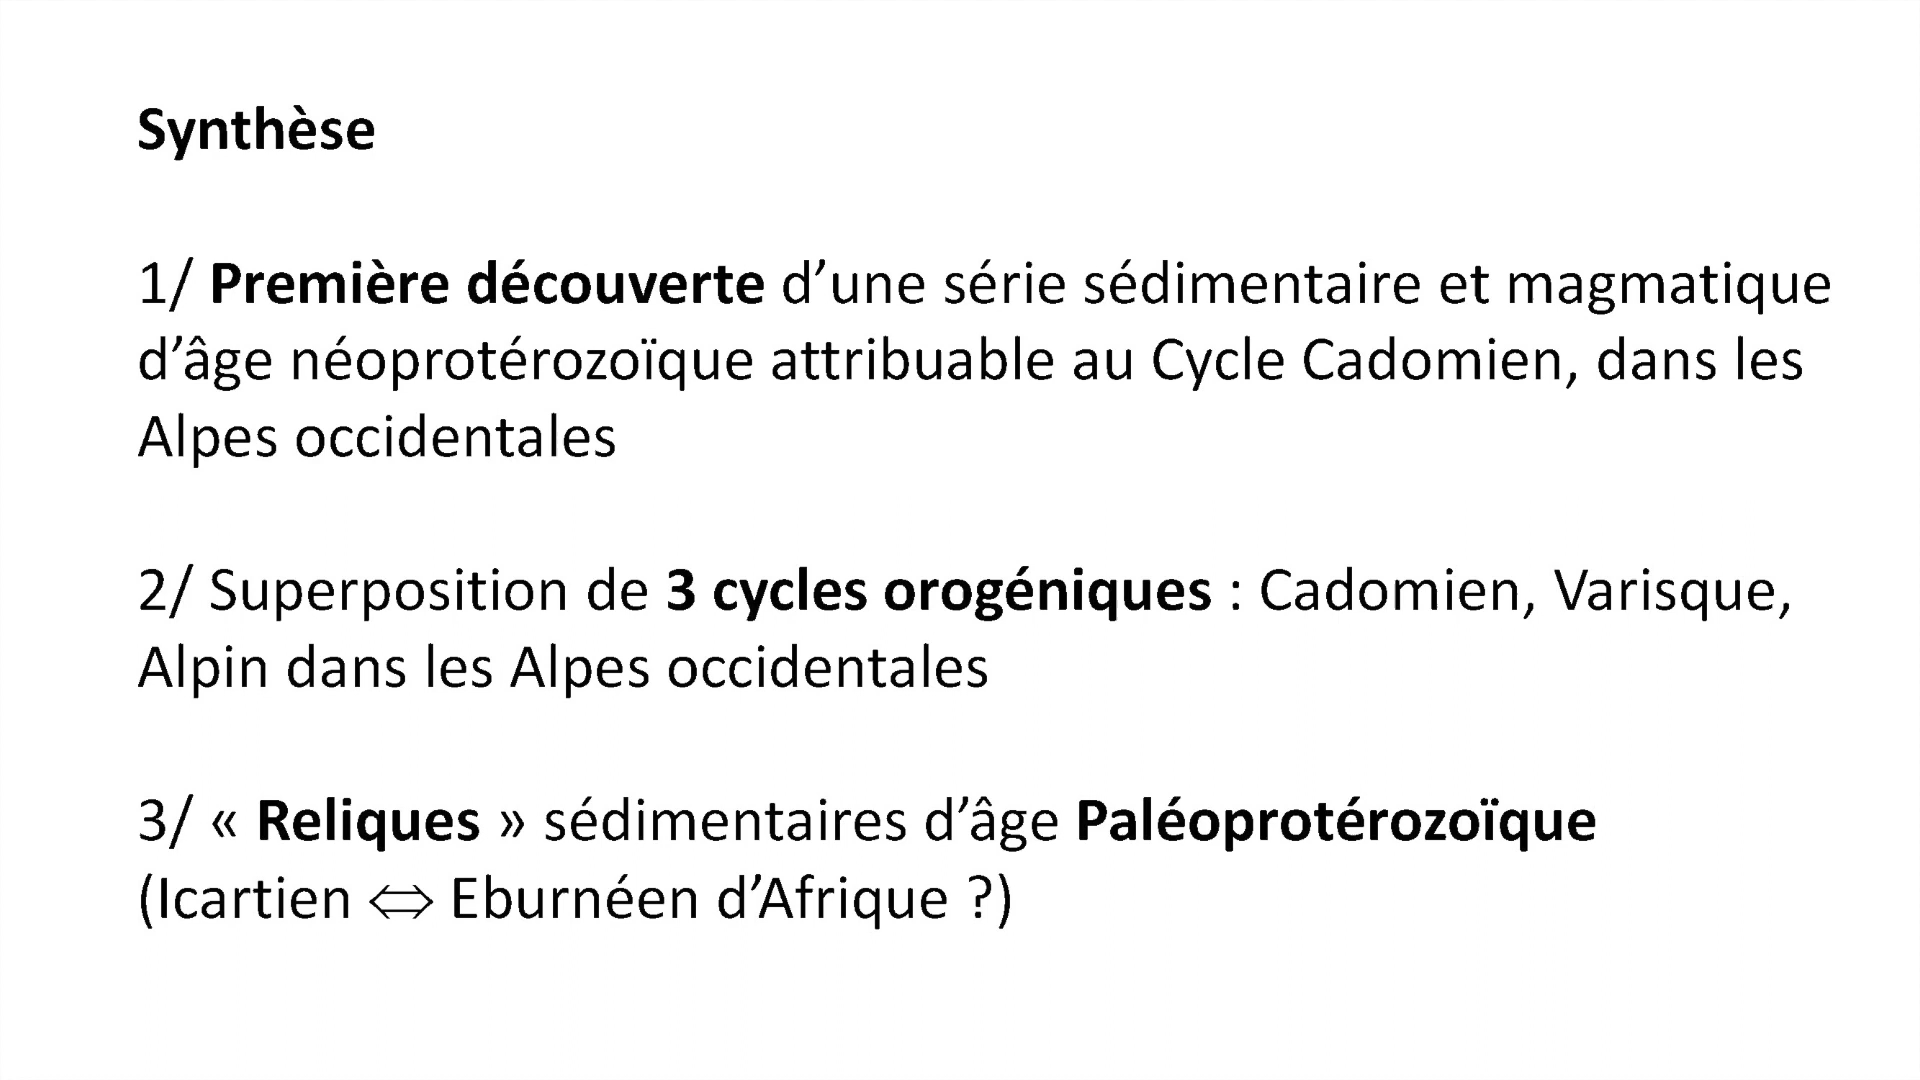 Synthèse
1/ Première découverte d’une série sédimentaire et magmatique
d’âge néoprotérozoïque attribuable au Cycle Cadomien, dans les
Alpes occidentales
2/ Superposition de 3 cycles orogéniques : Cadomien, Varisque,
Alpin dans les Alpes occidentales
3/ « Reliques » sédimentaires d’âge Paléoprotérozoïque
(Icartien ⇔ Eburnéen d’Afrique ?)